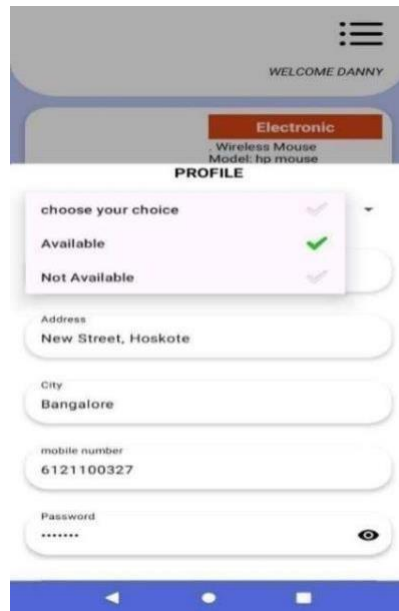 WELCOME DANNY
Electronic
. Wireless Mouse
Model: hp mouse
PROFILE
choose your choice
Available
Not Available
Address
New Street, Hoskote
City
Bangalore
mobile number
6121100327
Password
•••••••